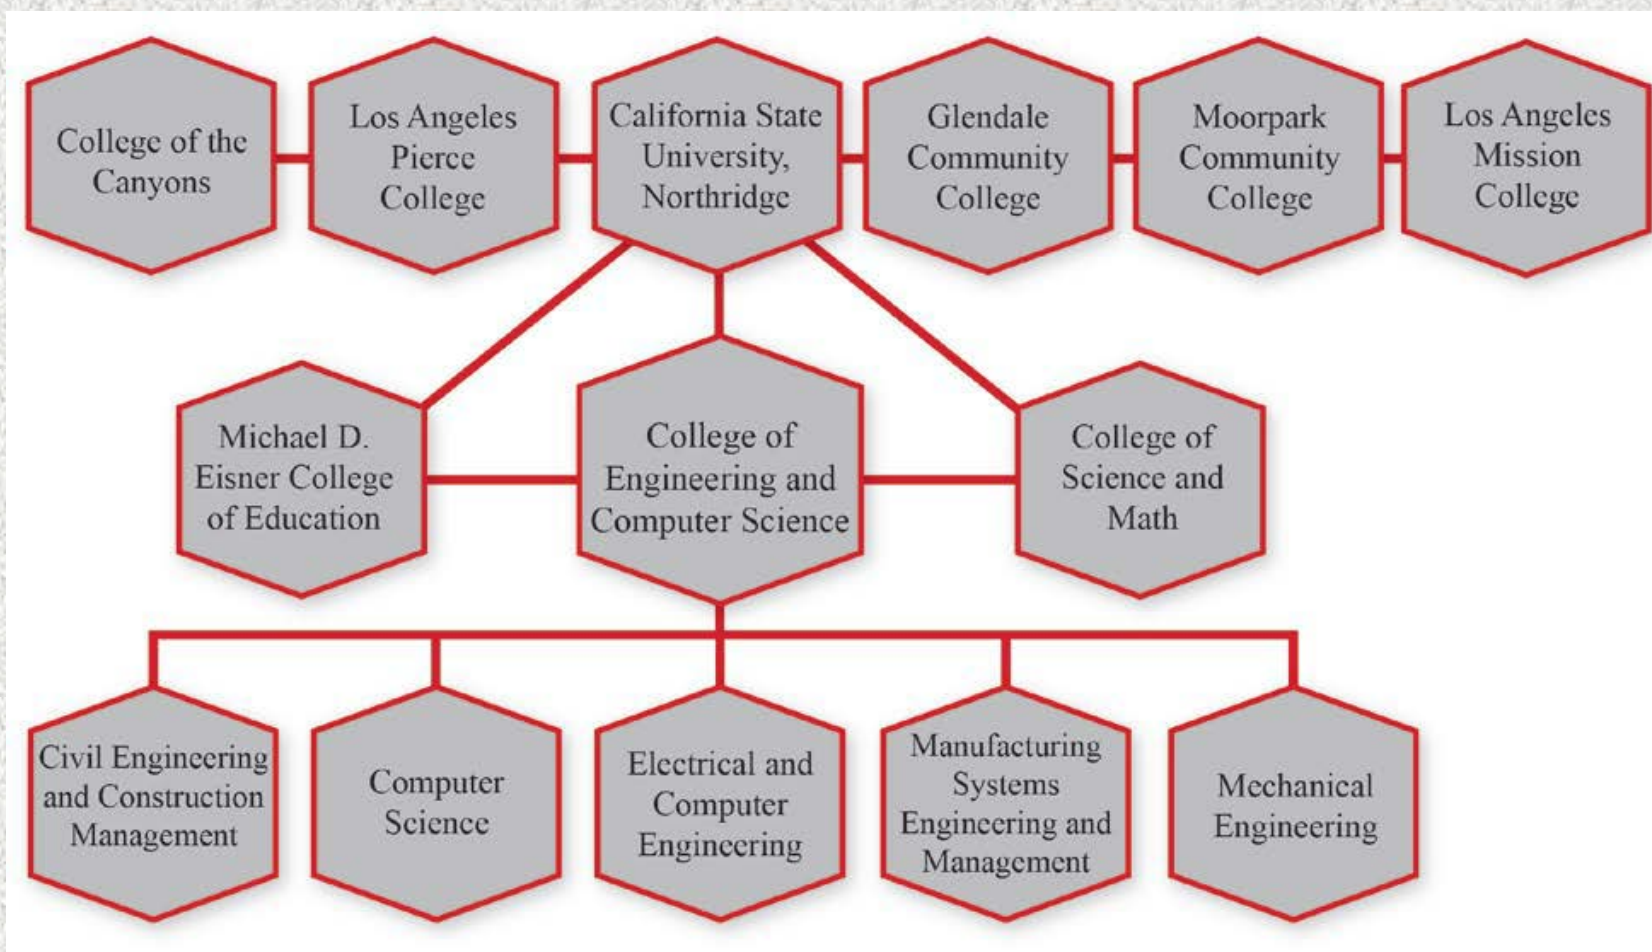 College of the
Canyons
Los Angeles
Pierce
College
California State
University,
Northridge
Glendale
Community
College
Moorpark
Community
College
Los Angeles
Mission
College
Michael D.
Eisner College
of Education
College of
Engineering and
Computer Science
College of
Science and
Math
Civil Engineering
and Construction
Management
Computer
Science
Electrical and
Computer
Engineering
Manufacturing
Systems
Engineering and
Management
Mechanical
Engineering